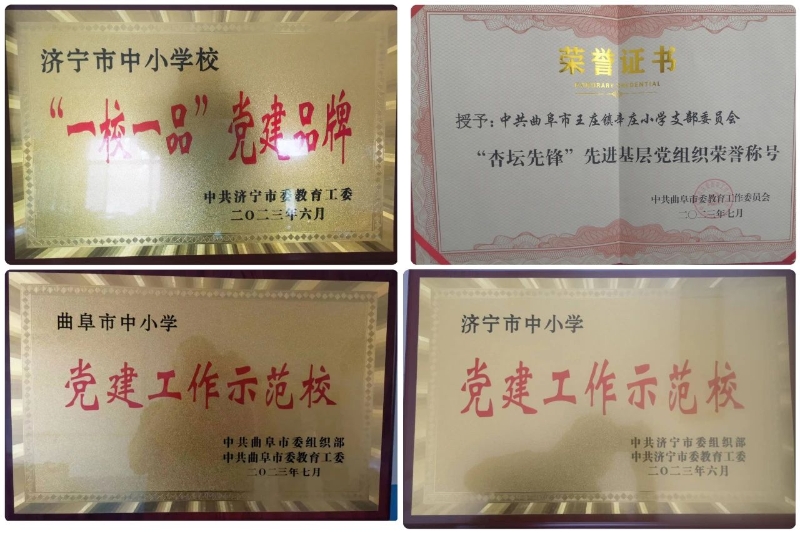 济宁市中小学校
“一校一品”党建品牌
中共济宁市委教育工委
二〇二三年六月
荣誉证书
HONORARY CREDENTIAL
授予：中共曲阜市王庄镇辛庄小学支部委员会
“杏坛先锋”先进基层党组织荣誉称号
中共曲阜市委教育工作委员会
二〇二三年七月
曲阜市中小学
党建工作示范校
中共曲阜市委组织部
中共曲阜市委教育工委
二〇二三年七月
济宁市中小学
党建工作示范校
中共济宁市委组织部
中共济宁市委教育工委
二〇二三年六月